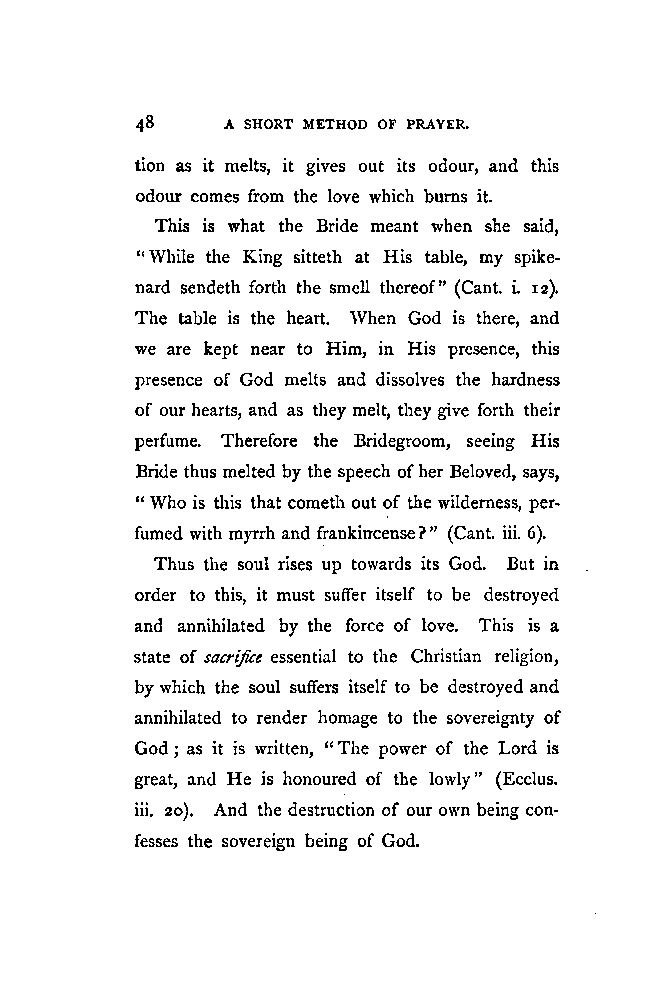 48 A SHORT METHOD OF PRAYER.
tion as it melts, it gives out its odour, and this
odour comes from the love which burns it.
This is what the Bride meant when she said,
“While the King sitteth at His table, my spike-
nard sendeth forth the smell thereof” (Cant. i. 12).
The table is the heart. When God is there, and
we are kept near to Him, in His presence, this
presence of God melts and dissolves the hardness
of our hearts, and as they melt, they give forth their
perfume. Therefore the Bridegroom, seeing His
Bride thus melted by the speech of her Beloved, says,
“Who is this that cometh out of the wilderness, per-
fumed with myrrh and frankincense?” (Cant. iii. 6).
Thus the soul rises up towards its God. But in
order to this, it must suffer itself to be destroyed
and annihilated by the force of love. This is a
state of sacrifice essential to the Christian religion,
by which the soul suffers itself to be destroyed and
annihilated to render homage to the sovereignty of
God; as it is written, “The power of the Lord is
great, and He is honoured of the lowly” (Ecclus.
iii. 20). And the destruction of our own being con-
fesses the sovereign being of God.